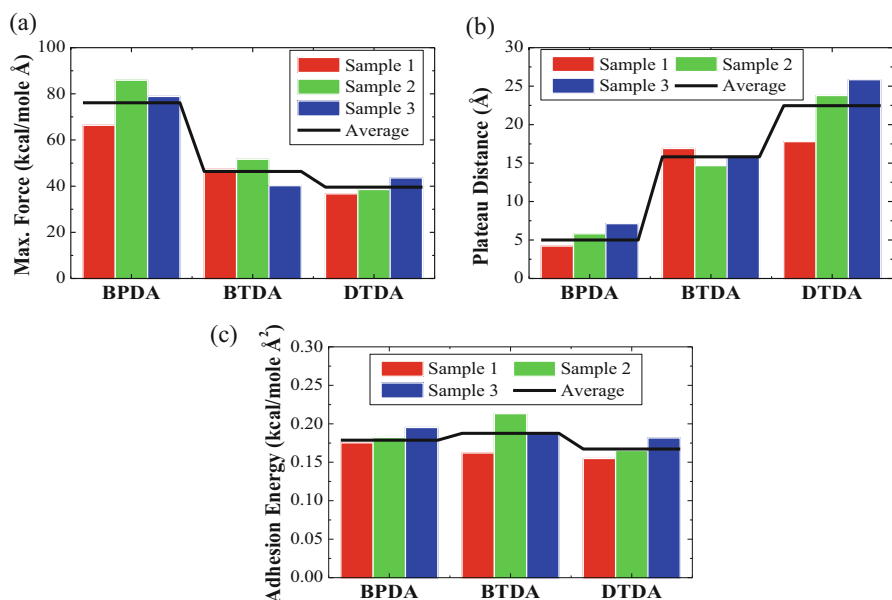 (a)
Max. Force (kcal/mole Å)
100
80
60
40
20
0
Sample 1
Sample 2
Sample 3
Average
BPDA BTDA DTDA
(b)
Plateau Distance (Å)
30
25
20
15
10
5
0
Sample 1 Sample 2
Sample 3 Average
BPDA BTDA DTDA
(c)
Adhesion Energy (kcal/mole Å²)
0.30
0.25
0.20
0.15
0.10
0.05
0.00
Sample 1 Sample 2
Sample 3 Average
BPDA BTDA DTDA